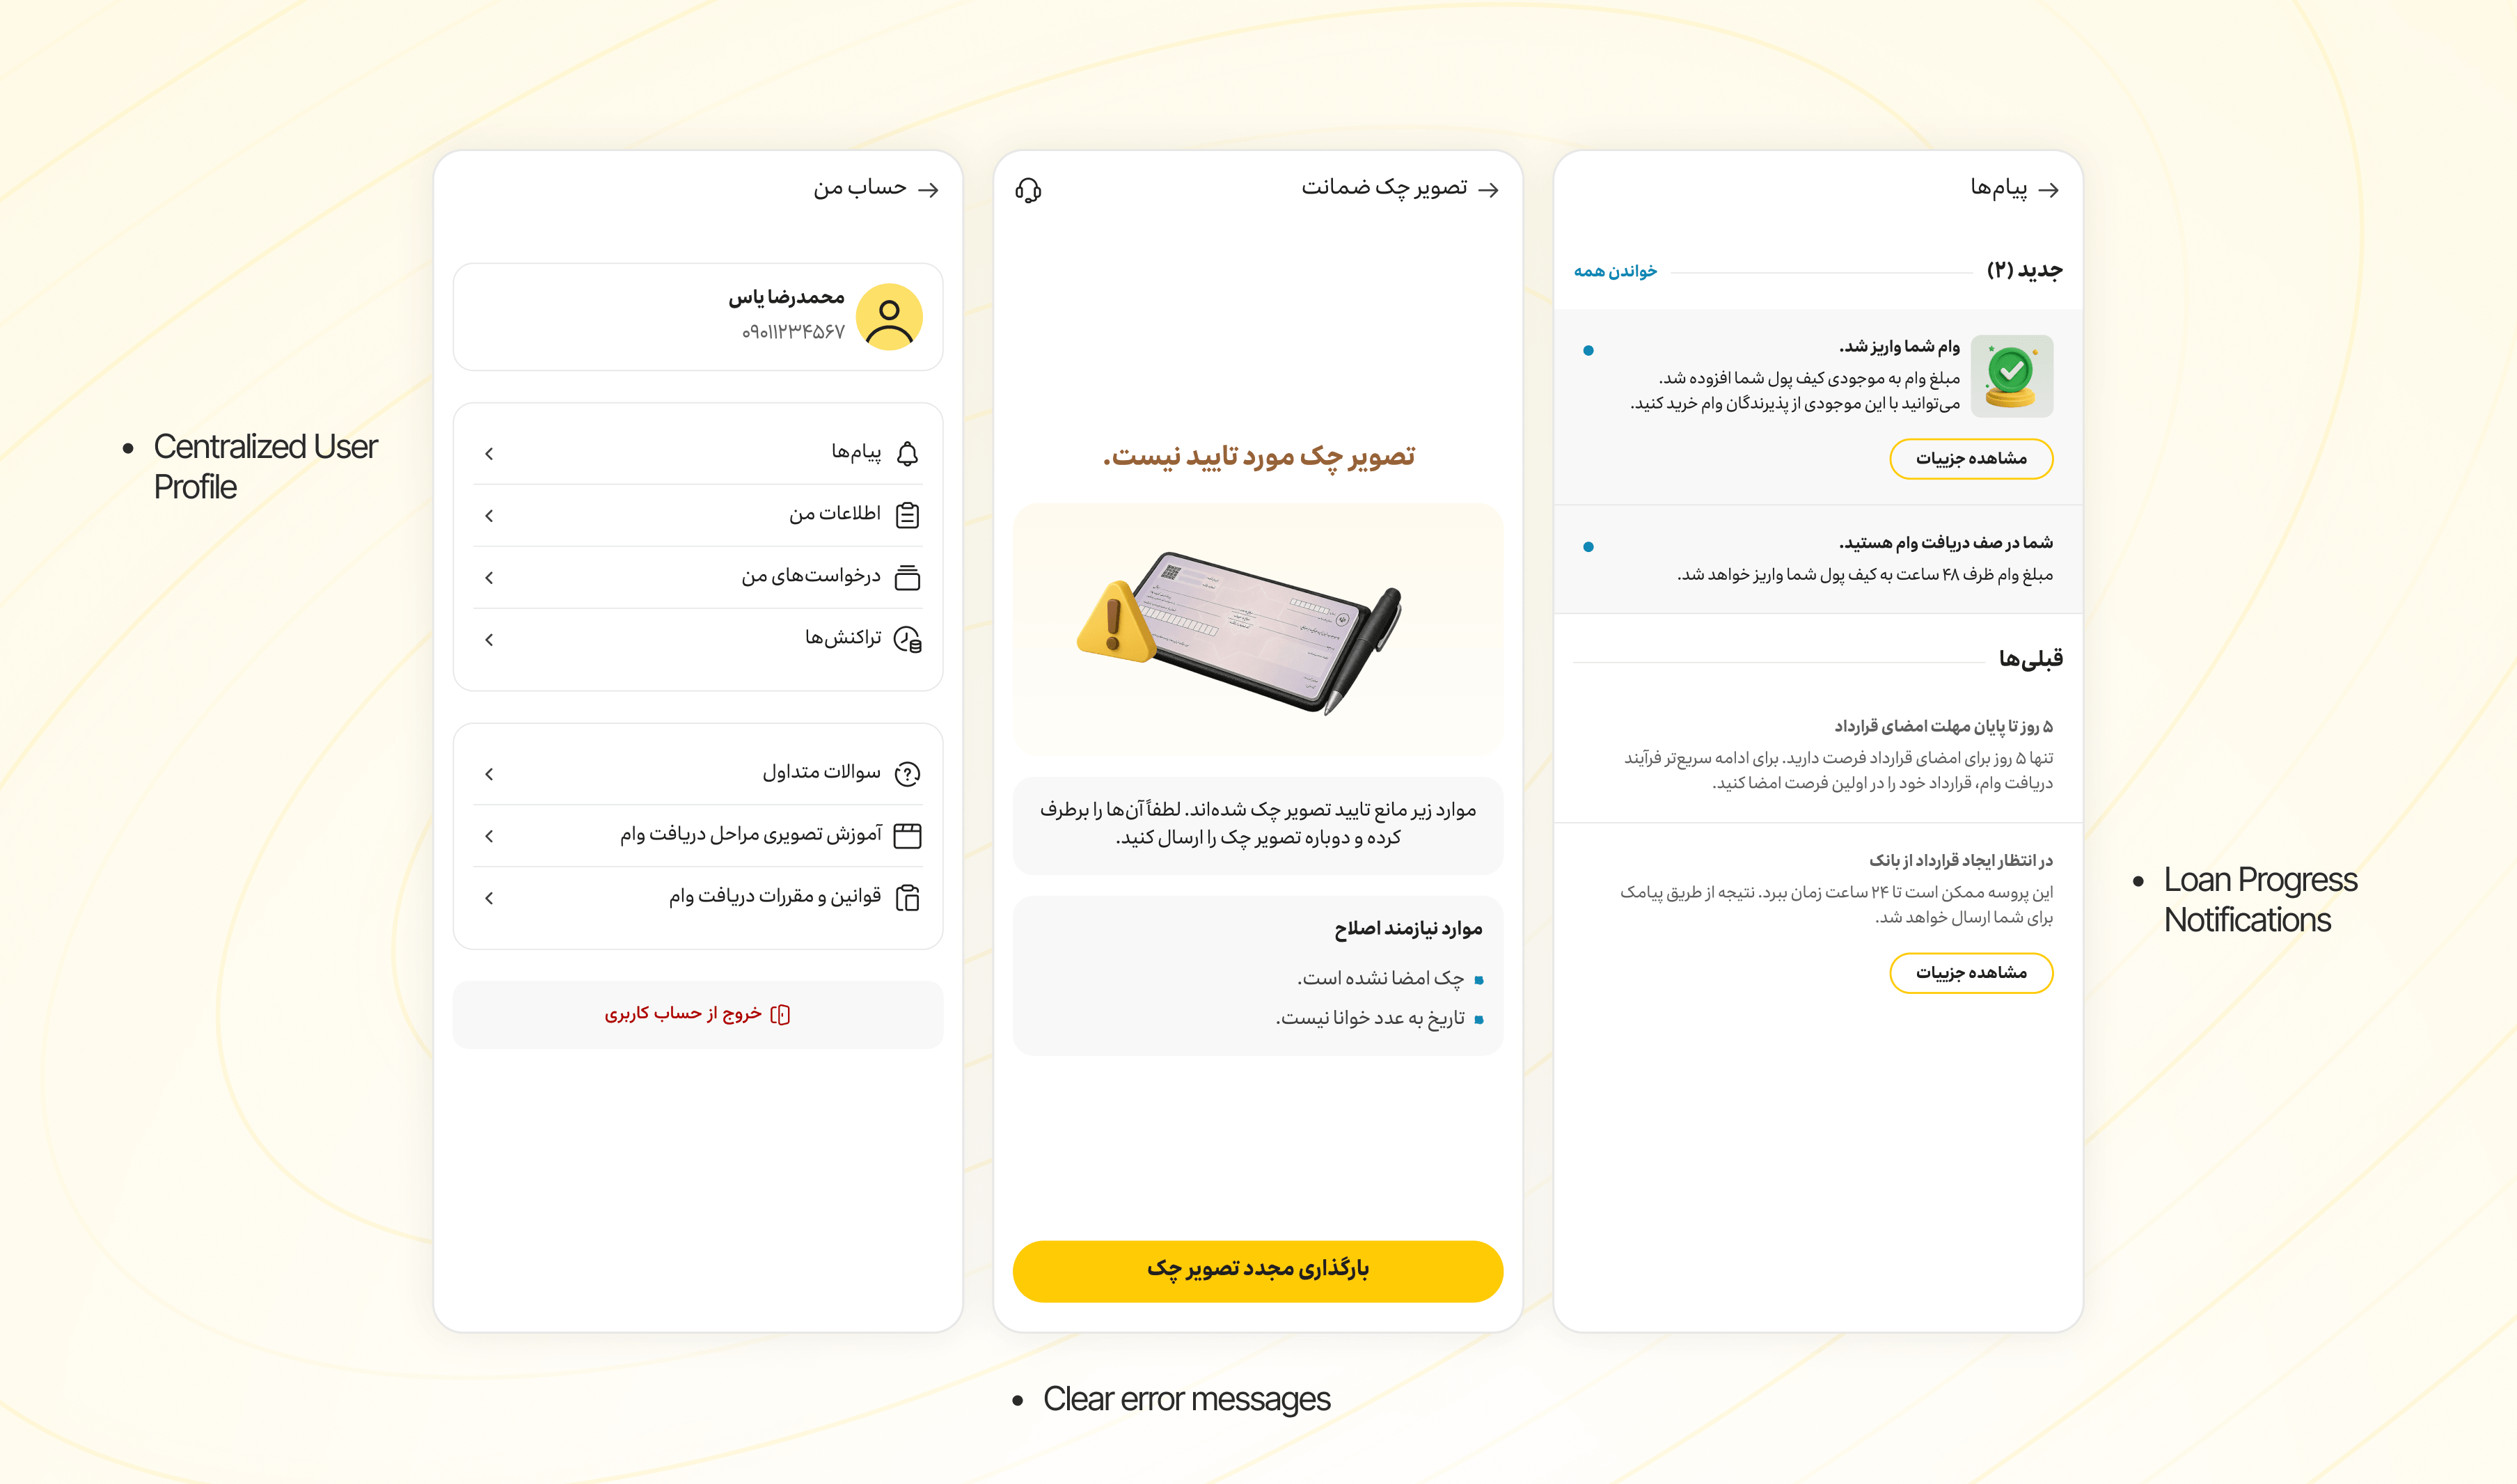 Centralized User
Profile
حساب من
محمدرضا یاس
۰۹۰۱۱۲۳۴۵۶۷
پیام‌ها
اطلاعات من
درخواست‌های من
تراکنش‌ها
سوالات متداول
آموزش تصویری مراحل دریافت وام
قوانین و مقررات دریافت وام
خروج از حساب کاربری
تصویر چک ضمانت
تصویر چک مورد تایید نیست.
موارد زیر مانع تایید تصویر چک شده‌اند. لطفاً آن‌ها را برطرف
کرده و دوباره تصویر چک را ارسال کنید.
موارد نیازمند اصلاح
چک امضا نشده است.
تاریخ به عدد خوانا نیست.
بارگذاری مجدد تصویر چک
Clear error messages
پیام‌ها
جدید (۲)
خواندن همه
وام شما واریز شد.
مبلغ وام به موجودی کیف پول شما افزوده شد.
می‌توانید با این موجودی از پذیرندگان وام خرید کنید.
مشاهده جزییات
شما در صف دریافت وام هستید.
مبلغ وام ظرف ۴۸ ساعت به کیف پول شما واریز خواهد شد.
قبلی‌ها
۵ روز تا پایان مهلت امضای قرارداد
تنها ۵ روز برای امضای قرارداد فرصت دارید. برای ادامه سریع‌تر فرآیند
دریافت وام، قرارداد خود را در اولین فرصت امضا کنید.
در انتظار ایجاد قرارداد از بانک
این پروسه ممکن است تا ۲۴ ساعت زمان ببرد. نتیجه از طریق پیامک
برای شما ارسال خواهد شد.
مشاهده جزییات
Loan Progress
Notifications